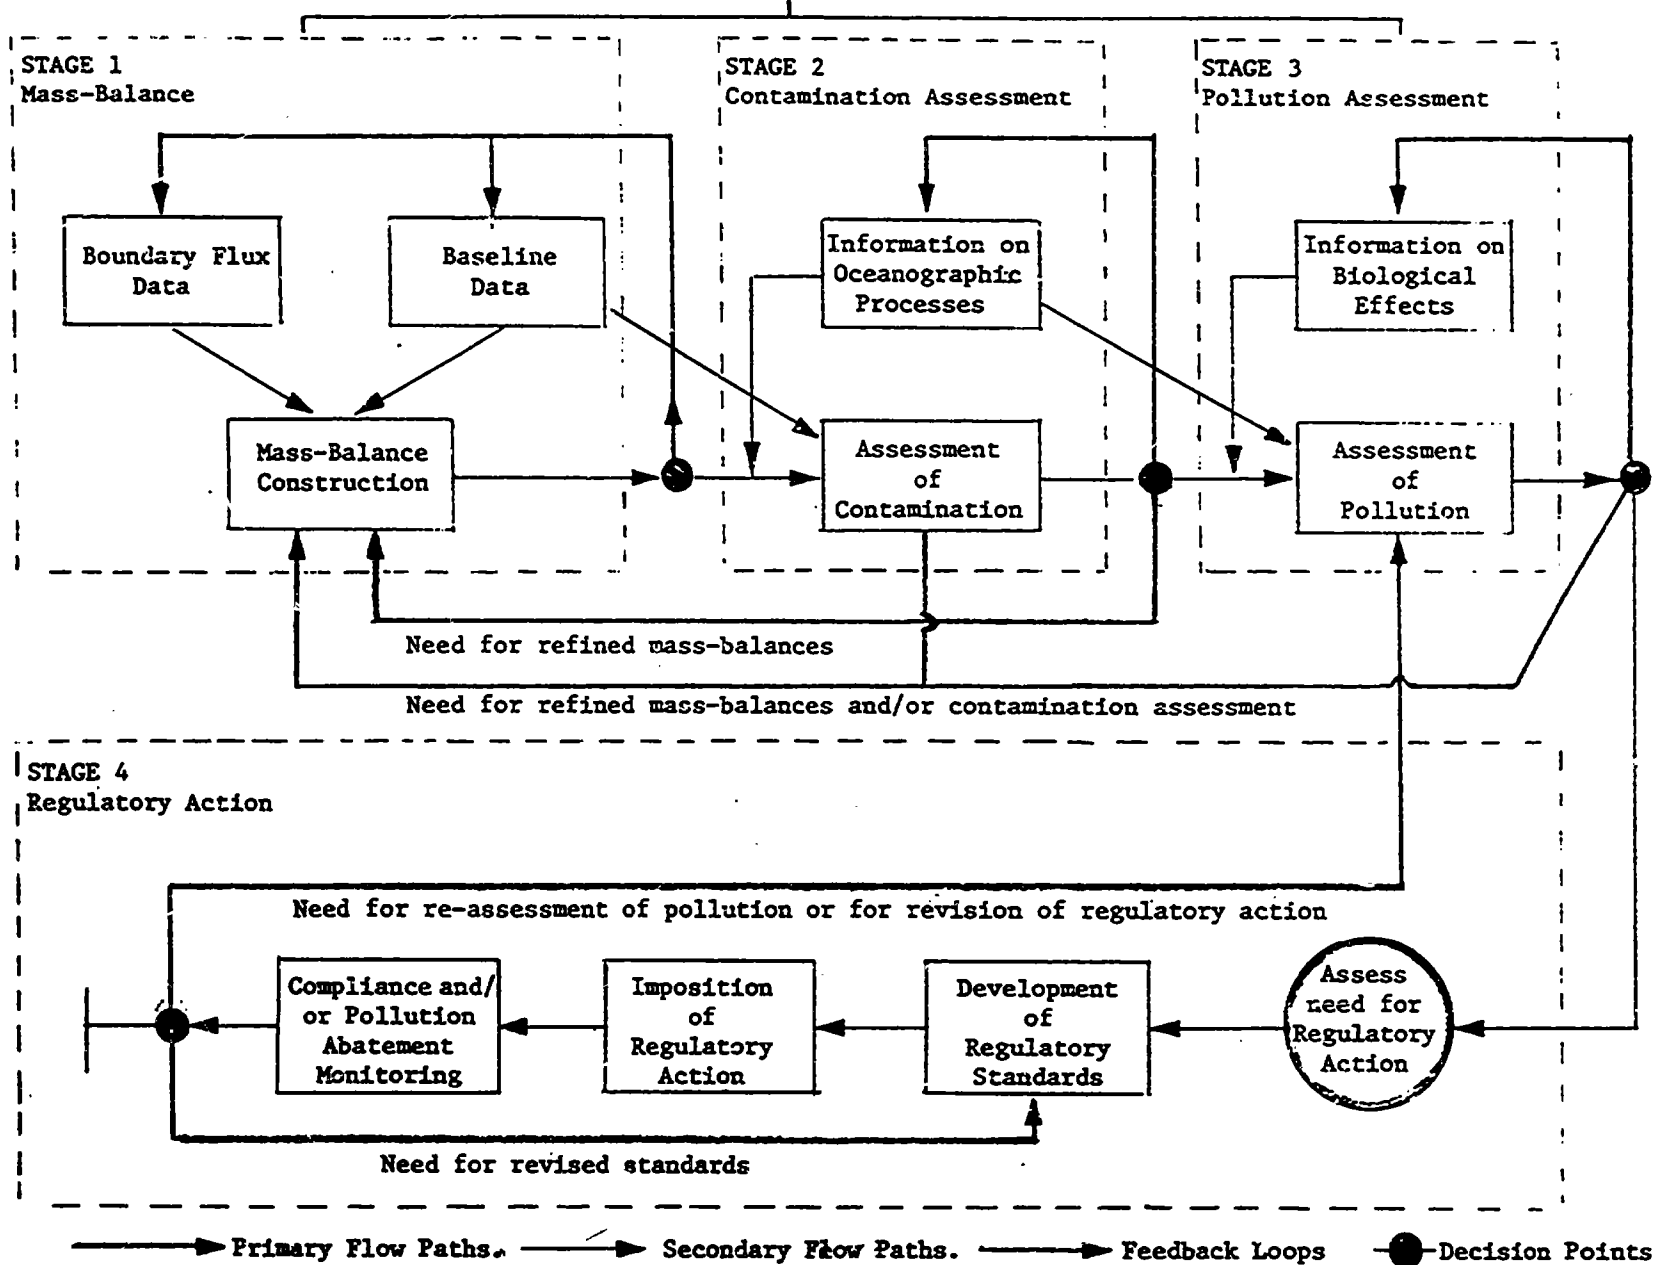 STAGE 1
Mass-Balance
Boundary Flux
Data
Baseline
Data
Mass-Balance
Construction
STAGE 2
Contamination Assessment
Information on
Oceanographic
Processes
Assessment
of
Contamination
STAGE 3
Pollution Assessment
Information on
Biological
Effects
Assessment
of
Pollution
Need for refined mass-balances
Need for refined mass-balances and/or contamination assessment
STAGE 4
Regulatory Action
Need for re-assessment of pollution or for revision of regulatory action
Compliance and/
or Pollution
Abatement
Monitoring
Imposition
of
Regulatory
Action
Development
of
Regulatory
Standards
Assess
need for
Regulatory
Action
Need for revised standards
Primary Flow Paths.
Secondary Flow Paths.
Feedback Loops
Decision Points